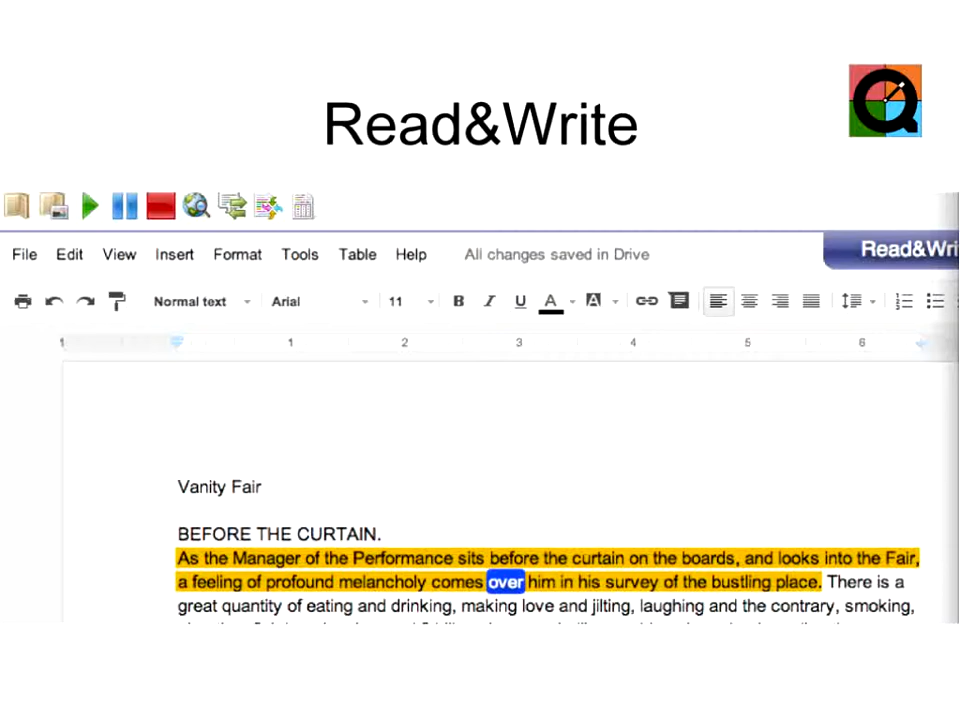 Read&Write
File Edit View Insert Format Tools Table Help All changes saved in Drive Read&Wri
Normal text Arial 11 B I U A A
1 1 2 3 4 5 6
Vanity Fair
BEFORE THE CURTAIN.
As the Manager of the Performance sits before the curtain on the boards, and looks into the Fair,
a feeling of profound melancholy comes over him in his survey of the bustling place. There is a
great quantity of eating and drinking, making love and jilting, laughing and the contrary, smoking,